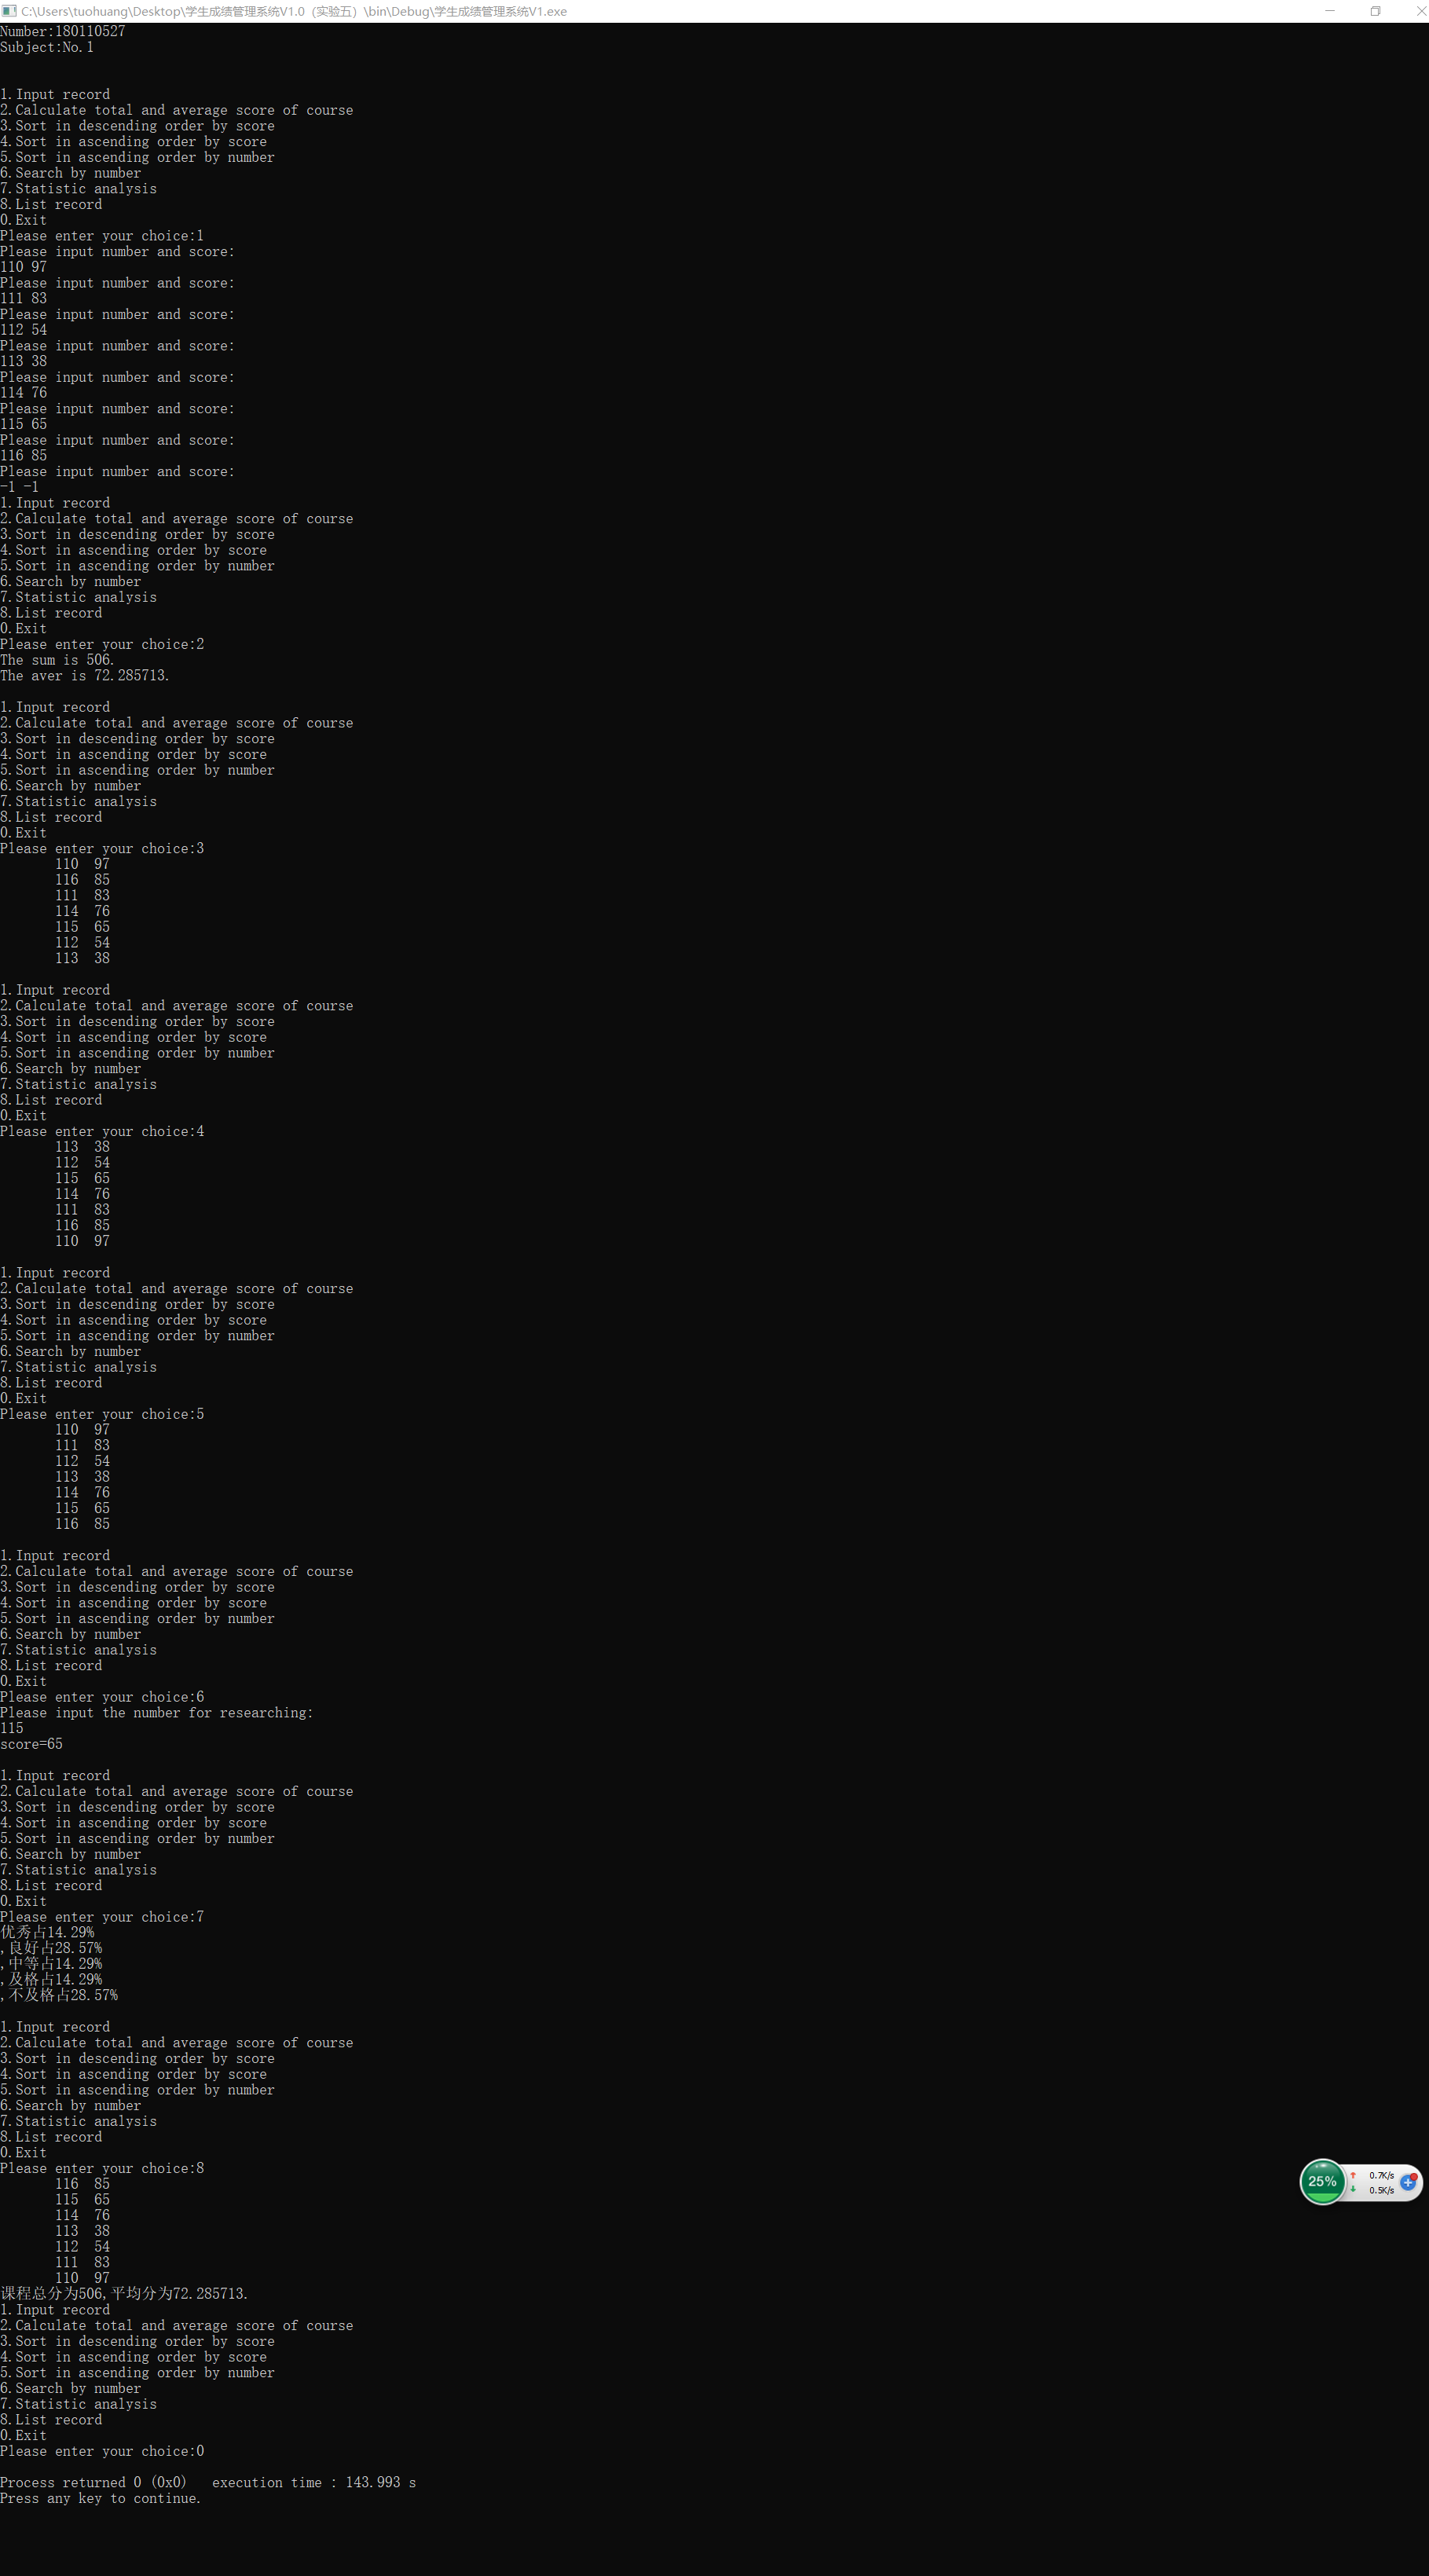 C:\Users\tuohuang\Desktop\学生成绩管理系统V1.0（实验五）\bin\Debug\学生成绩管理系统V1.exe
Number:180110527
Subject:No.1
1.Input record
2.Calculate total and average score of course
3.Sort in descending order by score
4.Sort in ascending order by score
5.Sort in ascending order by number
6.Search by number
7.Statistic analysis
8.List record
0.Exit
Please enter your choice:1
Please input number and score:
110 97
Please input number and score:
111 83
Please input number and score:
112 54
Please input number and score:
113 38
Please input number and score:
114 76
Please input number and score:
115 65
Please input number and score:
116 85
Please input number and score:
-1 -1
1.Input record
2.Calculate total and average score of course
3.Sort in descending order by score
4.Sort in ascending order by score
5.Sort in ascending order by number
6.Search by number
7.Statistic analysis
8.List record
0.Exit
Please enter your choice:2
The sum is 506.
The aver is 72.285713.
1.Input record
2.Calculate total and average score of course
3.Sort in descending order by score
4.Sort in ascending order by score
5.Sort in ascending order by number
6.Search by number
7.Statistic analysis
8.List record
0.Exit
Please enter your choice:3
110 97
116 85
111 83
114 76
115 65
112 54
113 38
1.Input record
2.Calculate total and average score of course
3.Sort in descending order by score
4.Sort in ascending order by score
5.Sort in ascending order by number
6.Search by number
7.Statistic analysis
8.List record
0.Exit
Please enter your choice:4
113 38
112 54
115 65
114 76
111 83
116 85
110 97
1.Input record
2.Calculate total and average score of course
3.Sort in descending order by score
4.Sort in ascending order by score
5.Sort in ascending order by number
6.Search by number
7.Statistic analysis
8.List record
0.Exit
Please enter your choice:5
110 97
111 83
112 54
113 38
114 76
115 65
116 85
1.Input record
2.Calculate total and average score of course
3.Sort in descending order by score
4.Sort in ascending order by score
5.Sort in ascending order by number
6.Search by number
7.Statistic analysis
8.List record
0.Exit
Please enter your choice:6
Please input the number for researching:
115
score=65
1.Input record
2.Calculate total and average score of course
3.Sort in descending order by score
4.Sort in ascending order by score
5.Sort in ascending order by number
6.Search by number
7.Statistic analysis
8.List record
0.Exit
Please enter your choice:7
优秀占14.29%
,良好占28.57%
,中等占14.29%
,及格占14.29%
,不及格占28.57%
1.Input record
2.Calculate total and average score of course
3.Sort in descending order by score
4.Sort in ascending order by score
5.Sort in ascending order by number
6.Search by number
7.Statistic analysis
8.List record
0.Exit
Please enter your choice:8
116 85
115 65
114 76
113 38
112 54
111 83
110 97
25%
0.7K/s
0.5K/s
课程总分为506,平均分为72.285713.
1.Input record
2.Calculate total and average score of course
3.Sort in descending order by score
4.Sort in ascending order by score
5.Sort in ascending order by number
6.Search by number
7.Statistic analysis
8.List record
0.Exit
Please enter your choice:0
Process returned 0 (0x0)   execution time : 143.993 s
Press any key to continue.